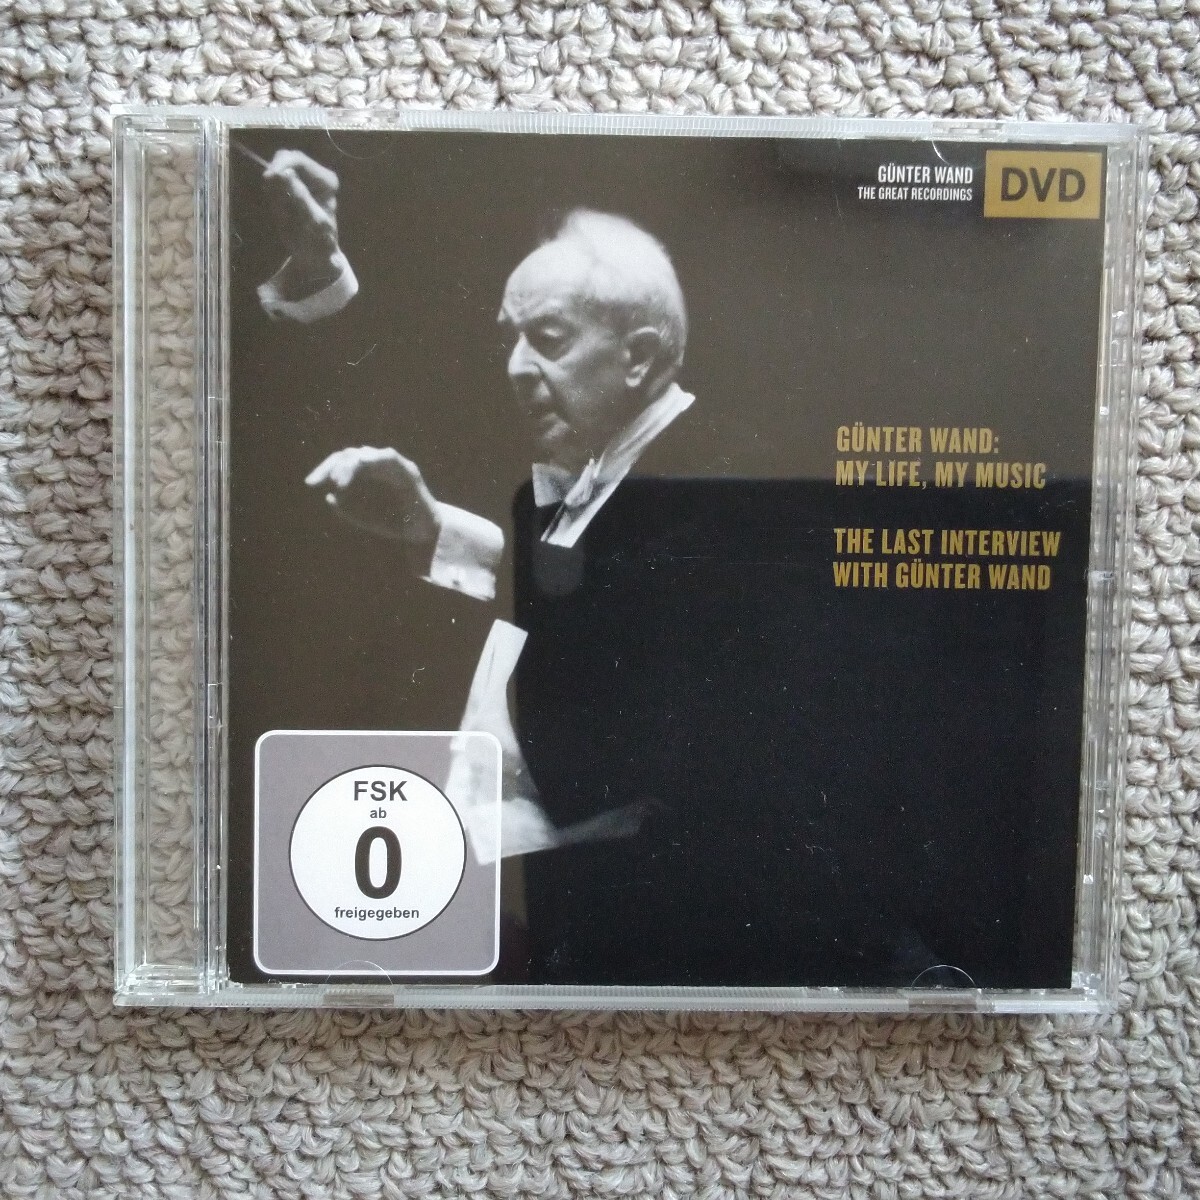 GÜNTER WAND
THE GREAT RECORDINGS
DVD
GÜNTER WAND:
MY LIFE, MY MUSIC
THE LAST INTERVIEW
WITH GÜNTER WAND
FSK
ab
0
freigegeben